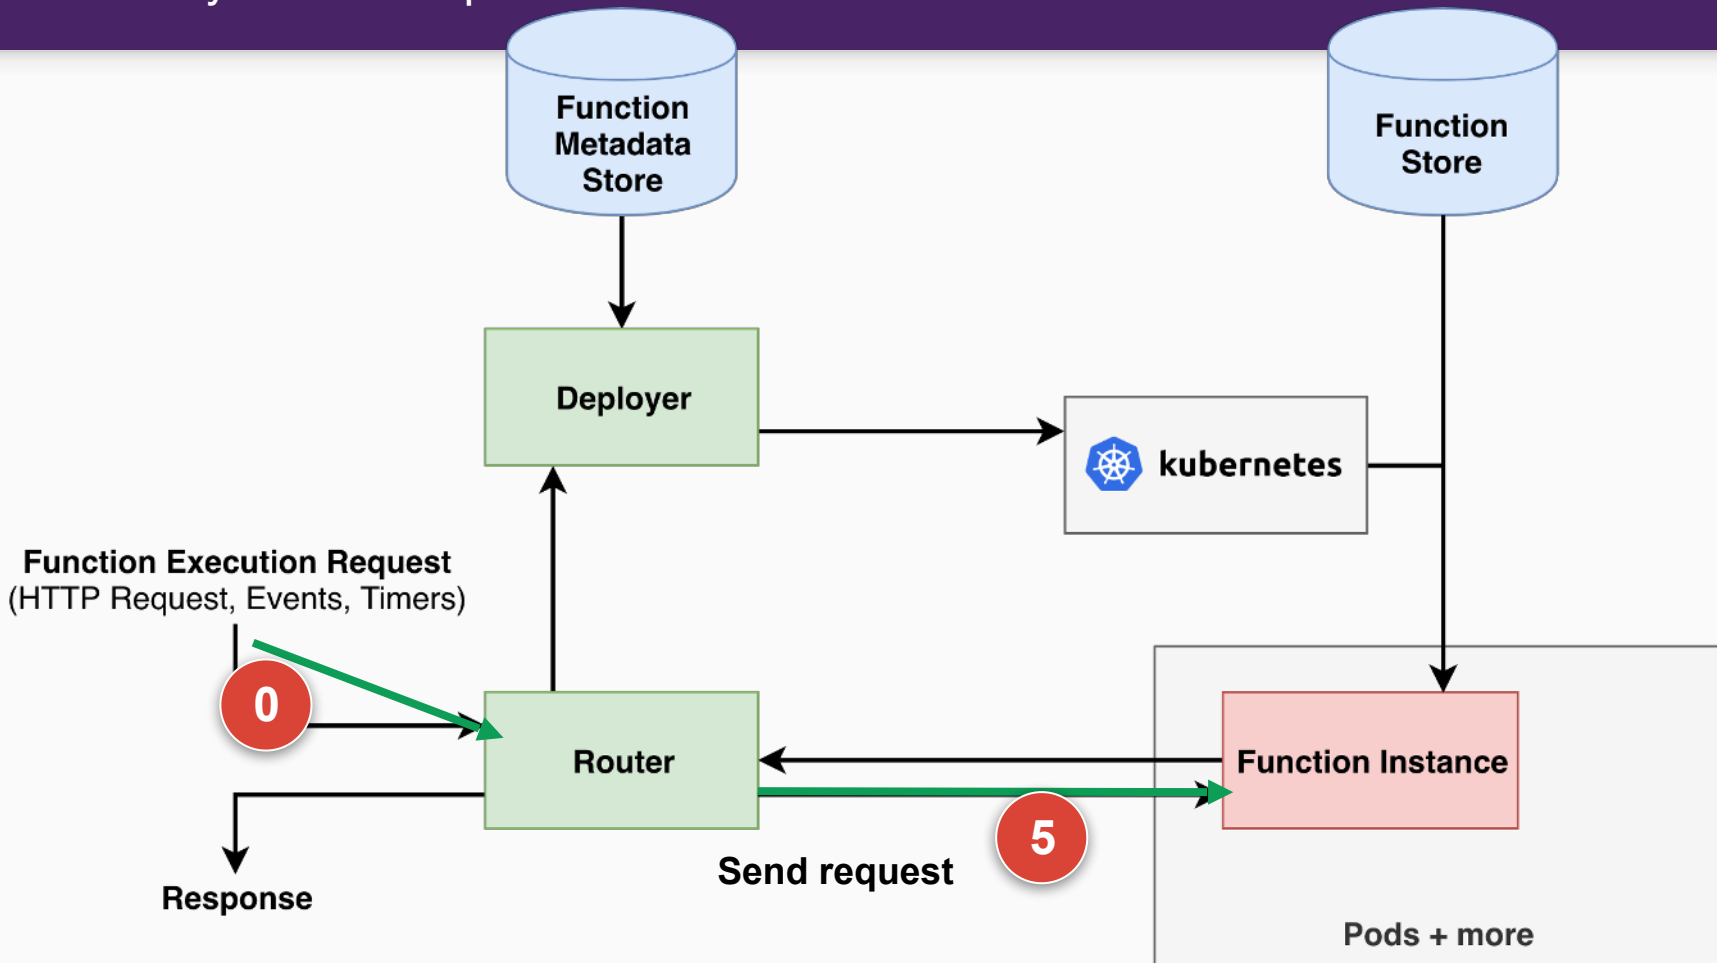 Function
Metadata
Store
Function
Store
Deployer
kubernetes
Function Execution Request
(HTTP Request, Events, Timers)
0
Router
Function Instance
5
Send request
Response
Pods + more